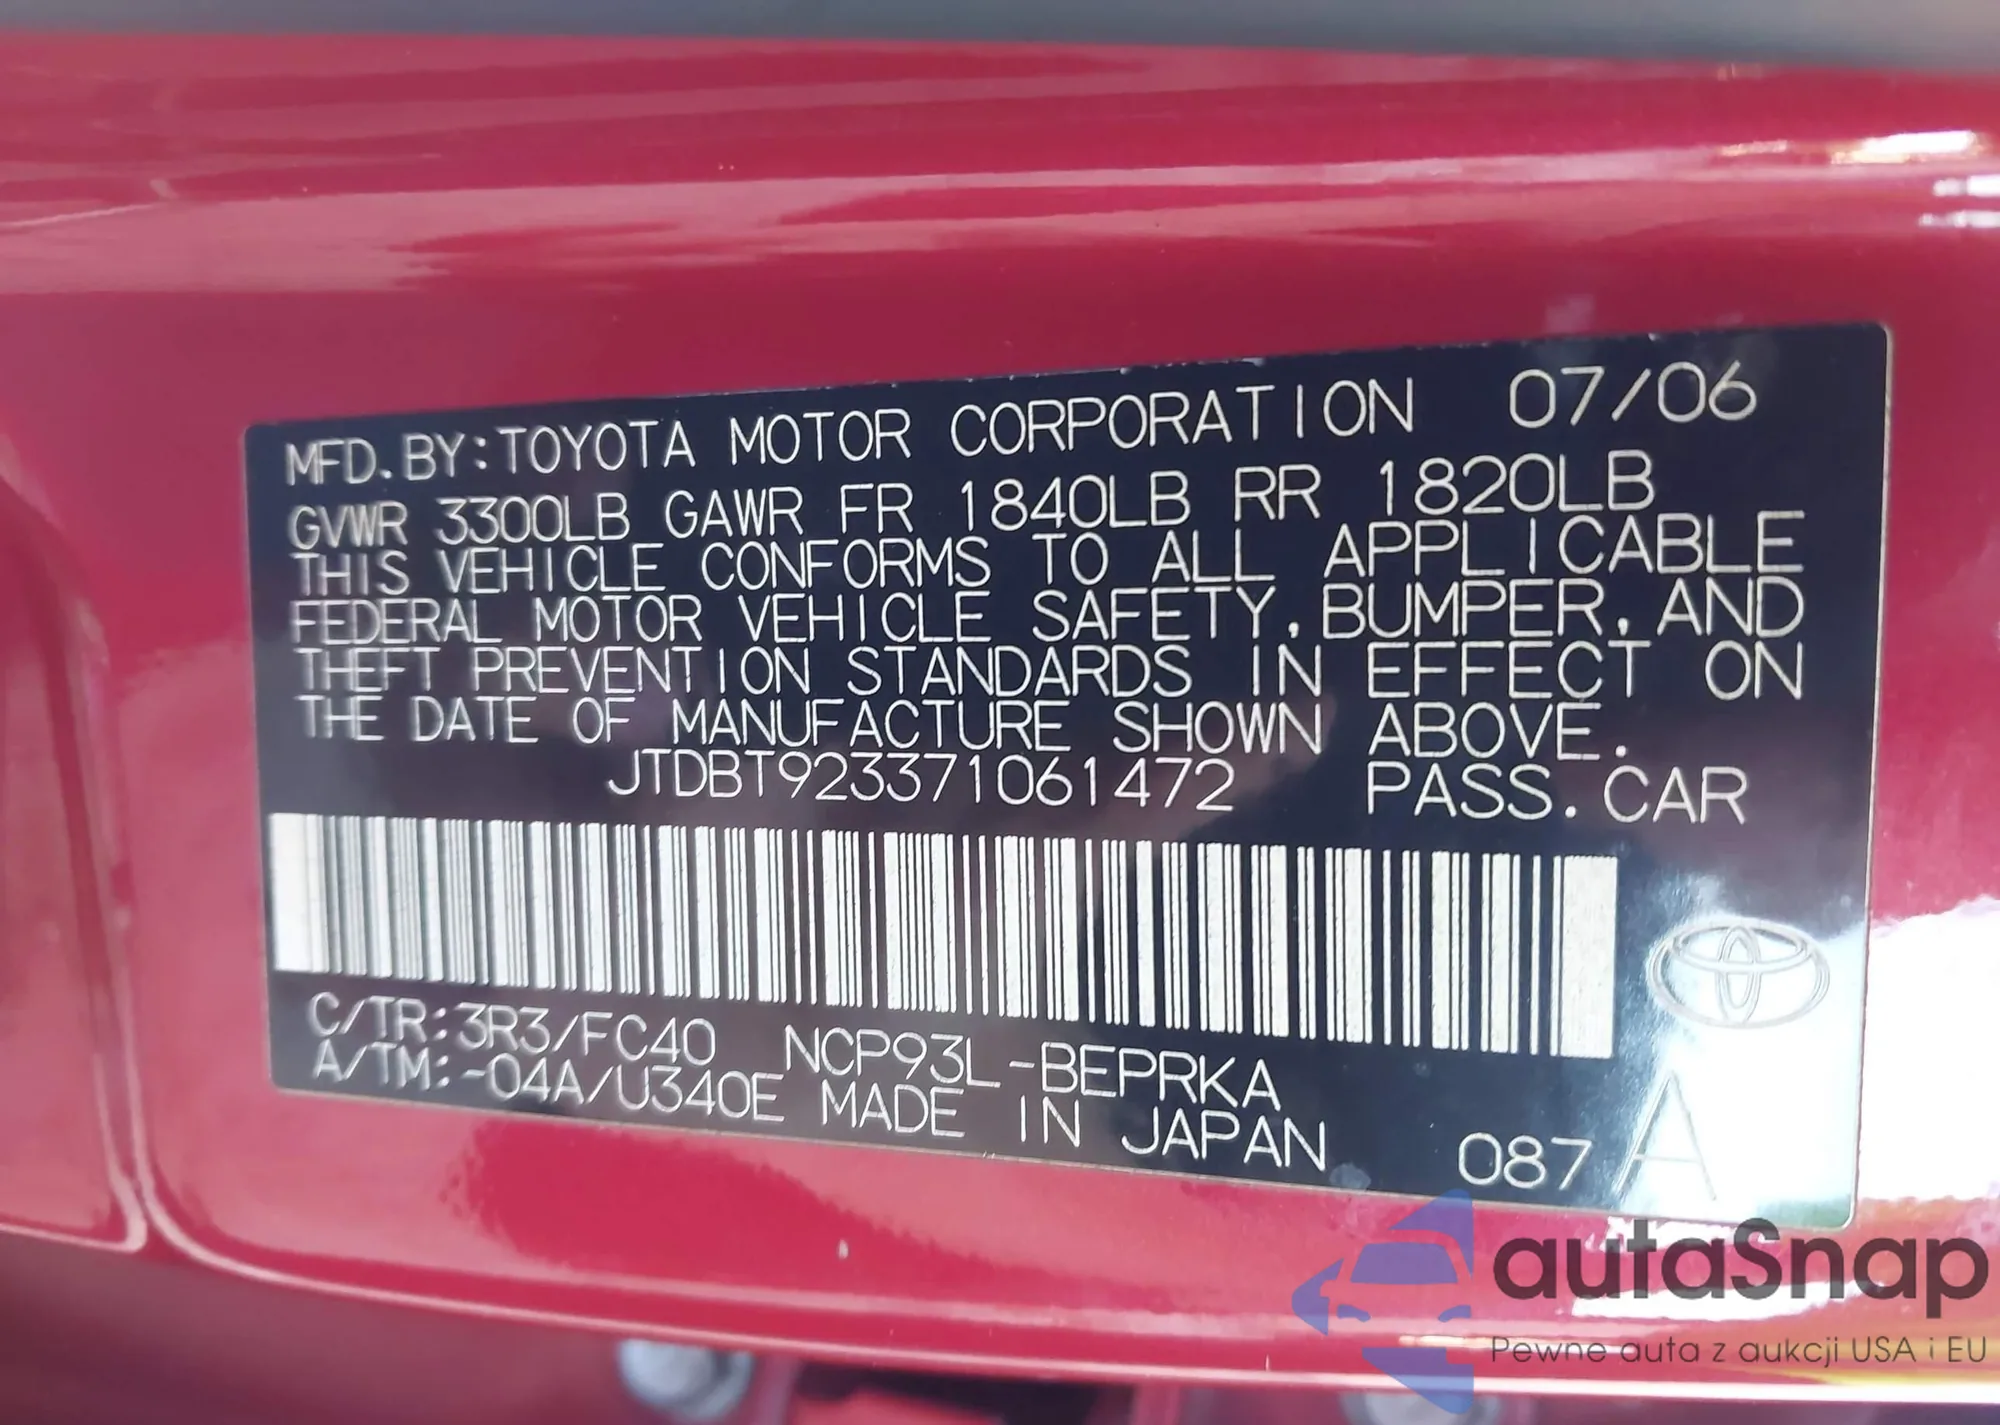 MFD. BY: TOYOTA MOTOR CORPORATION 07/06
GVWR 3300LB GAWR FR 1840LB RR 1820LB
THIS VEHICLE CONFORMS TO ALL APPLICABLE
FEDERAL MOTOR VEHICLE SAFETY, BUMPER, AND
THEFT PREVENTION STANDARDS IN EFFECT ON
THE DATE OF MANUFACTURE SHOWN ABOVE.
JTDBT923371061472 PASS. CAR
C/TR: 3R3/FC40 NCP93L-BEPRKA
A/TM: -04A/U340E MADE IN JAPAN 087 A
autaSnap
Pewne auta z aukcji USA i EU